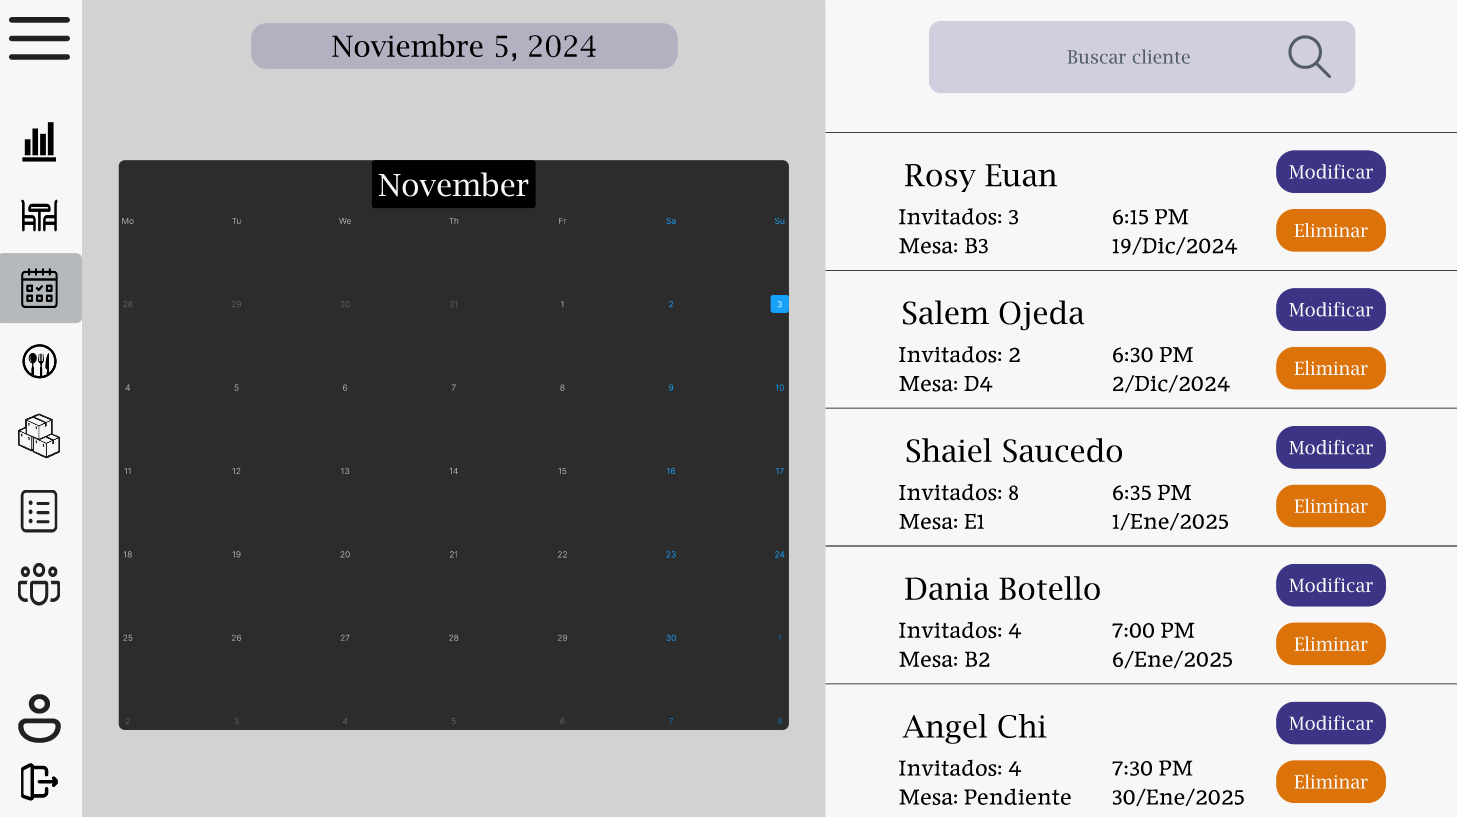 Noviembre 5, 2024
November
Mo Tu We Th Fr Sa Su
28 29 30 31 1 2 3
4 5 6 7 8 9 10
11 12 13 14 15 16 17
18 19 20 21 22 23 24
25 26 27 28 29 30 1
2 3 4 5 6 7 8
Buscar cliente
Rosy Euan
Modificar
Invitados: 3 6:15 PM
Mesa: B3 19/Dic/2024
Eliminar
Salem Ojeda
Modificar
Invitados: 2 6:30 PM
Mesa: D4 2/Dic/2024
Eliminar
Shaiel Saucedo
Modificar
Invitados: 8 6:35 PM
Mesa: E1 1/Ene/2025
Eliminar
Dania Botello
Modificar
Invitados: 4 7:00 PM
Mesa: B2 6/Ene/2025
Eliminar
Angel Chi
Modificar
Invitados: 4 7:30 PM
Mesa: Pendiente 30/Ene/2025
Eliminar